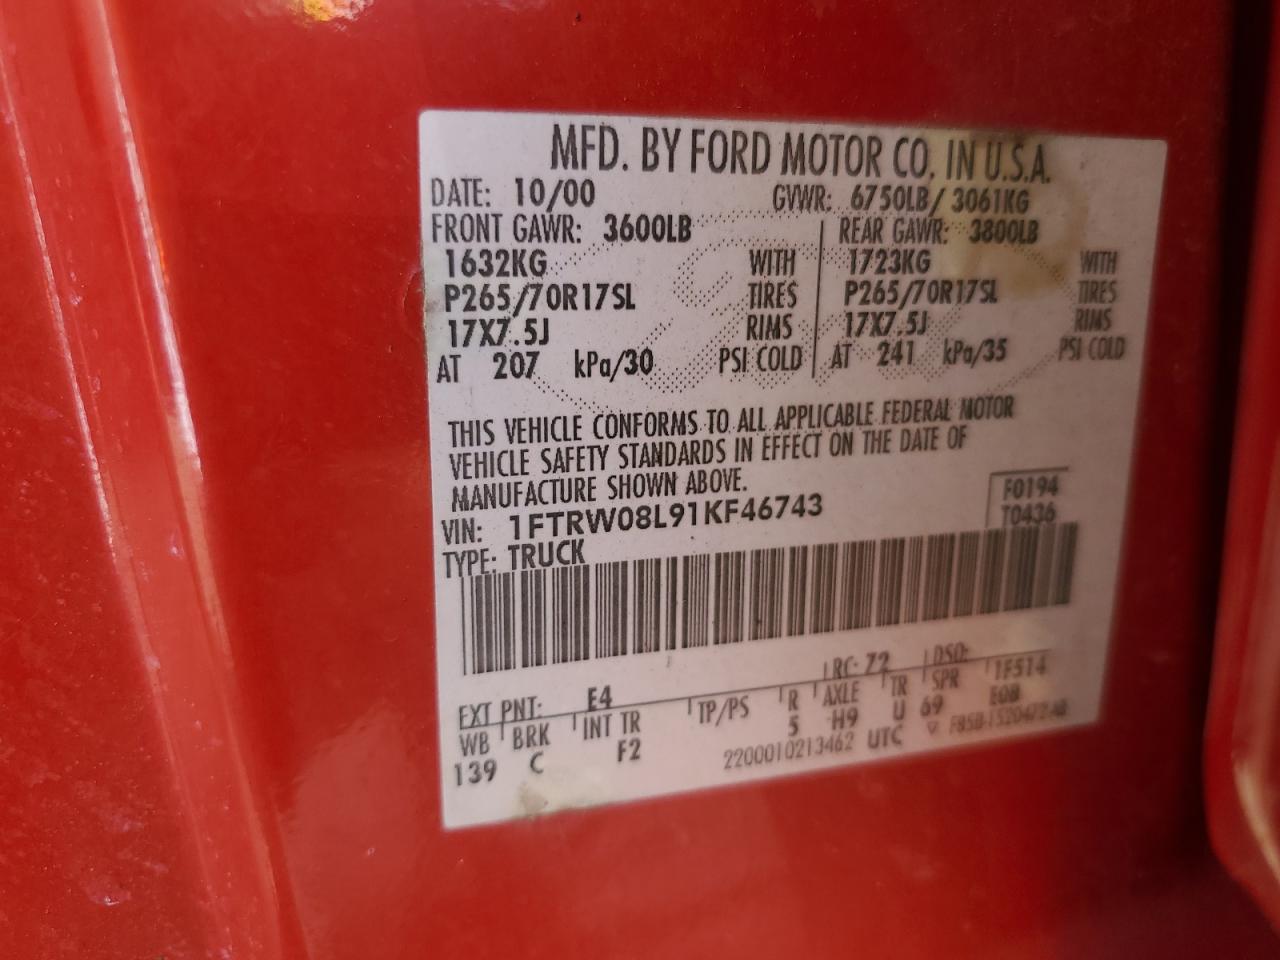 MFD. BY FORD MOTOR CO. IN U.S.A.
DATE: 10/00 GVWR: 6750LB/ 3061KG
FRONT GAWR: 3600LB REAR GAWR: 3800LB
1632KG WITH 1723KG WITH
P265/70R17SL TIRES P265/70R17SL TIRES
17X7.5J RIMS 17X7.5J RIMS
AT 207 kPa/30 PSI COLD AT 241 kPa/35 PSI COLD
THIS VEHICLE CONFORMS TO ALL APPLICABLE FEDERAL MOTOR
VEHICLE SAFETY STANDARDS IN EFFECT ON THE DATE OF
MANUFACTURE SHOWN ABOVE.
F0194
VIN: 1FTRW08L91KF46743 T0436
TYPE: TRUCK
EXT PNT: E4 RC: 72 DSO:
WB BRK INT TR TP/PS R AXLE TR SPR 1F514
139 C F2 5 H9 U 69 E0B
2200010213462 UTC